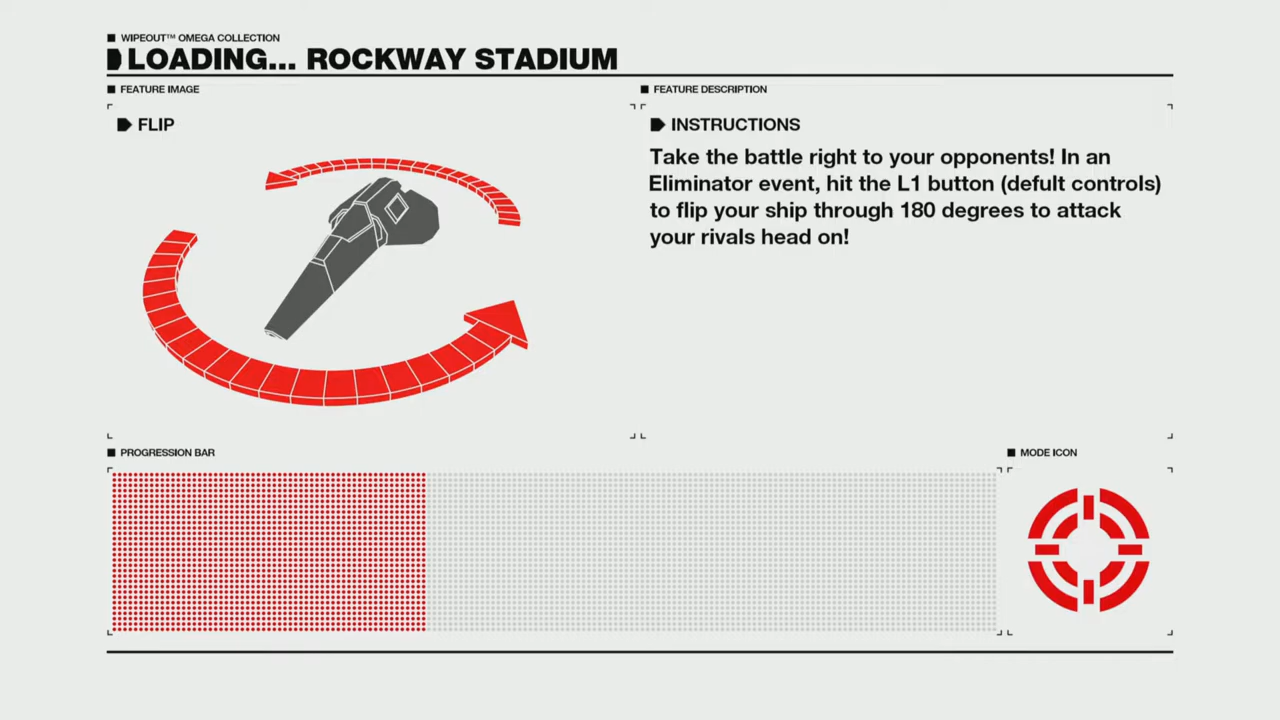 WIPEOUT™ OMEGA COLLECTION
LOADING... ROCKWAY STADIUM
FEATURE IMAGE
FLIP
FEATURE DESCRIPTION
INSTRUCTIONS
Take the battle right to your opponents! In an
Eliminator event, hit the L1 button (defult controls)
to flip your ship through 180 degrees to attack
your rivals head on!
PROGRESSION BAR
MODE ICON